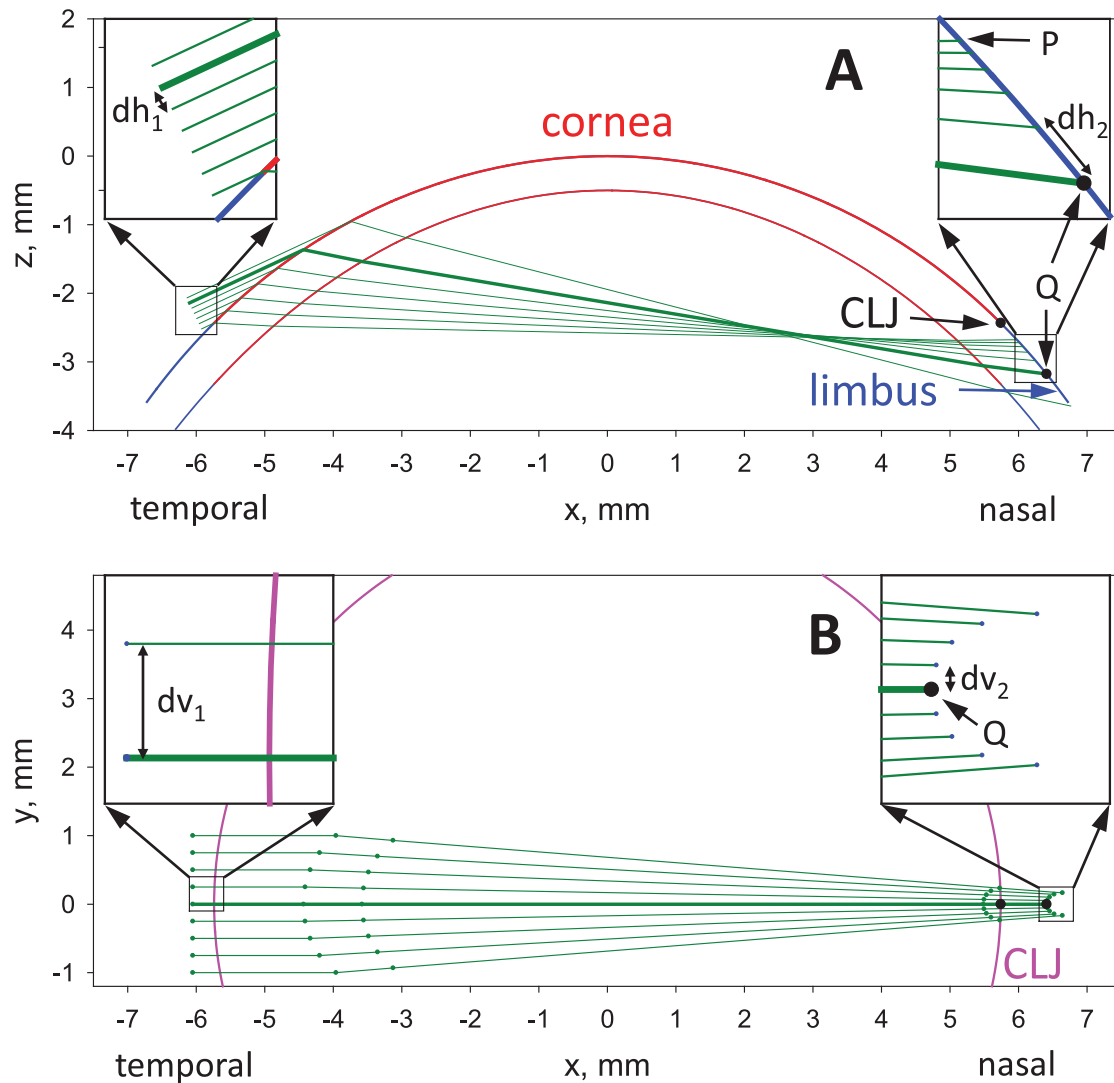 2
1
0
-1
-2
-3
-4
z, mm
dh1
A
cornea
P
dh2
Q
CLJ
limbus
-7 -6 -5 -4 -3 -2 -1 0 1 2 3 4 5 6 7
temporal x, mm nasal
4
3
2
1
0
-1
y, mm
dv1
B
dv2
Q
CLJ
-7 -6 -5 -4 -3 -2 -1 0 1 2 3 4 5 6 7
temporal x, mm nasal